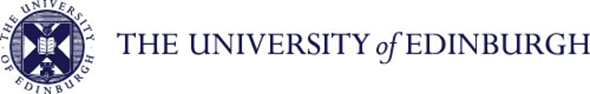 THE UNIVERSITY OF EDINBURGH
THE UNIVERSITY of EDINBURGH